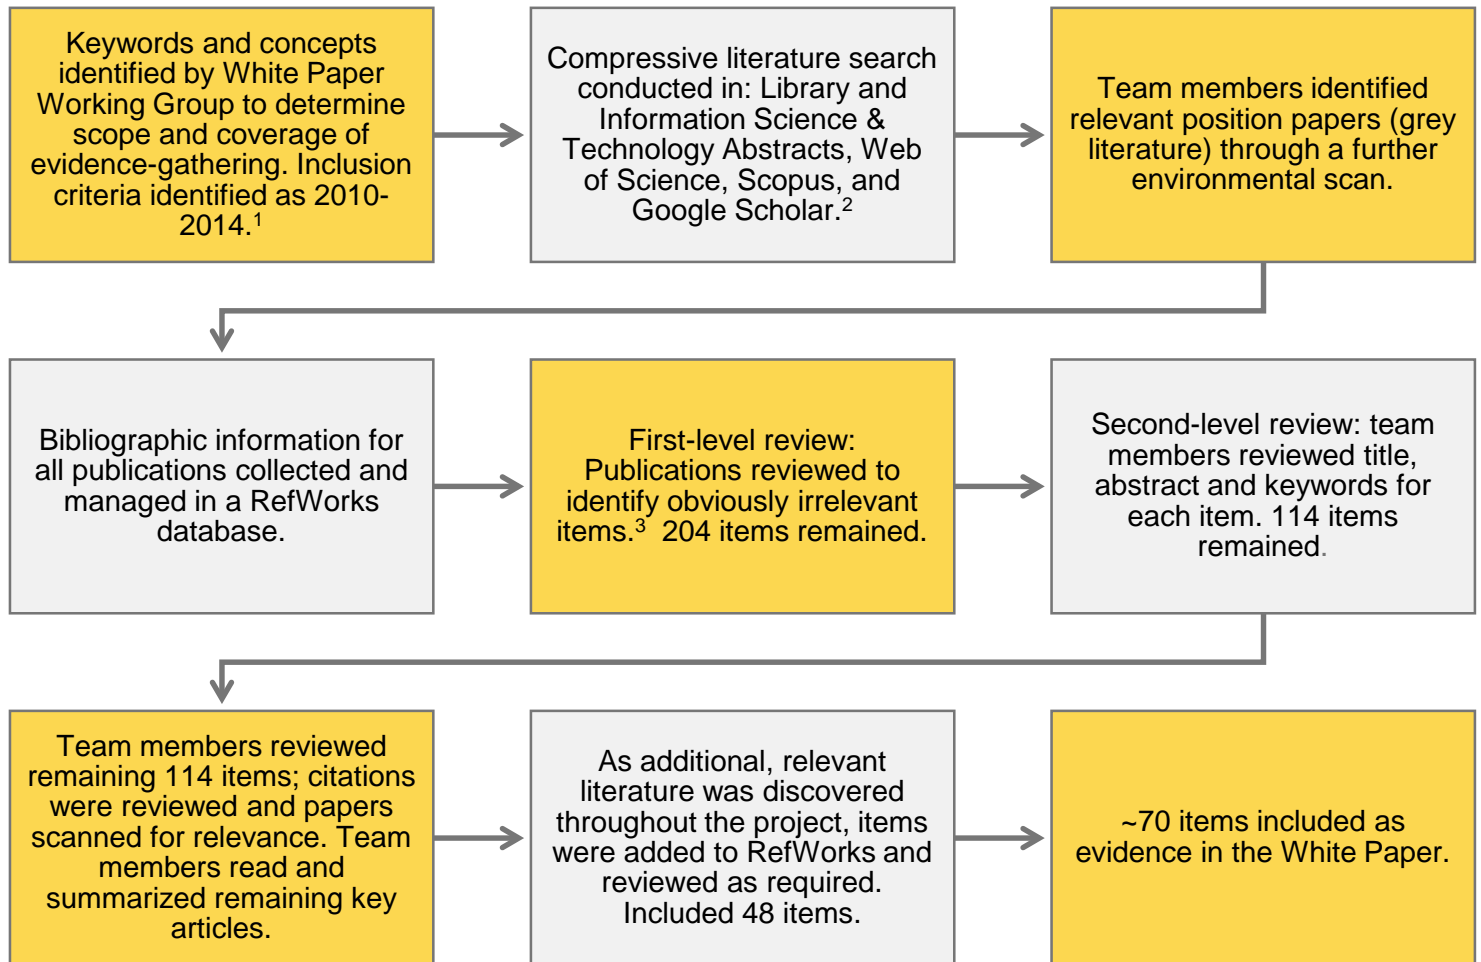 Keywords and concepts
identified by White Paper
Working Group to determine
scope and coverage of
evidence-gathering. Inclusion
criteria identified as 2010-
2014.¹
Compressive literature search
conducted in: Library and
Information Science &
Technology Abstracts, Web
of Science, Scopus, and
Google Scholar.²
Team members identified
relevant position papers (grey
literature) through a further
environmental scan.
Bibliographic information for
all publications collected and
managed in a RefWorks
database.
First-level review:
Publications reviewed to
identify obviously irrelevant
items.³ 204 items remained.
Second-level review: team
members reviewed title,
abstract and keywords for
each item. 114 items
remained.
Team members reviewed
remaining 114 items; citations
were reviewed and papers
scanned for relevance. Team
members read and
summarized remaining key
articles.
As additional, relevant
literature was discovered
throughout the project, items
were added to RefWorks and
reviewed as required.
Included 48 items.
~70 items included as
evidence in the White Paper.